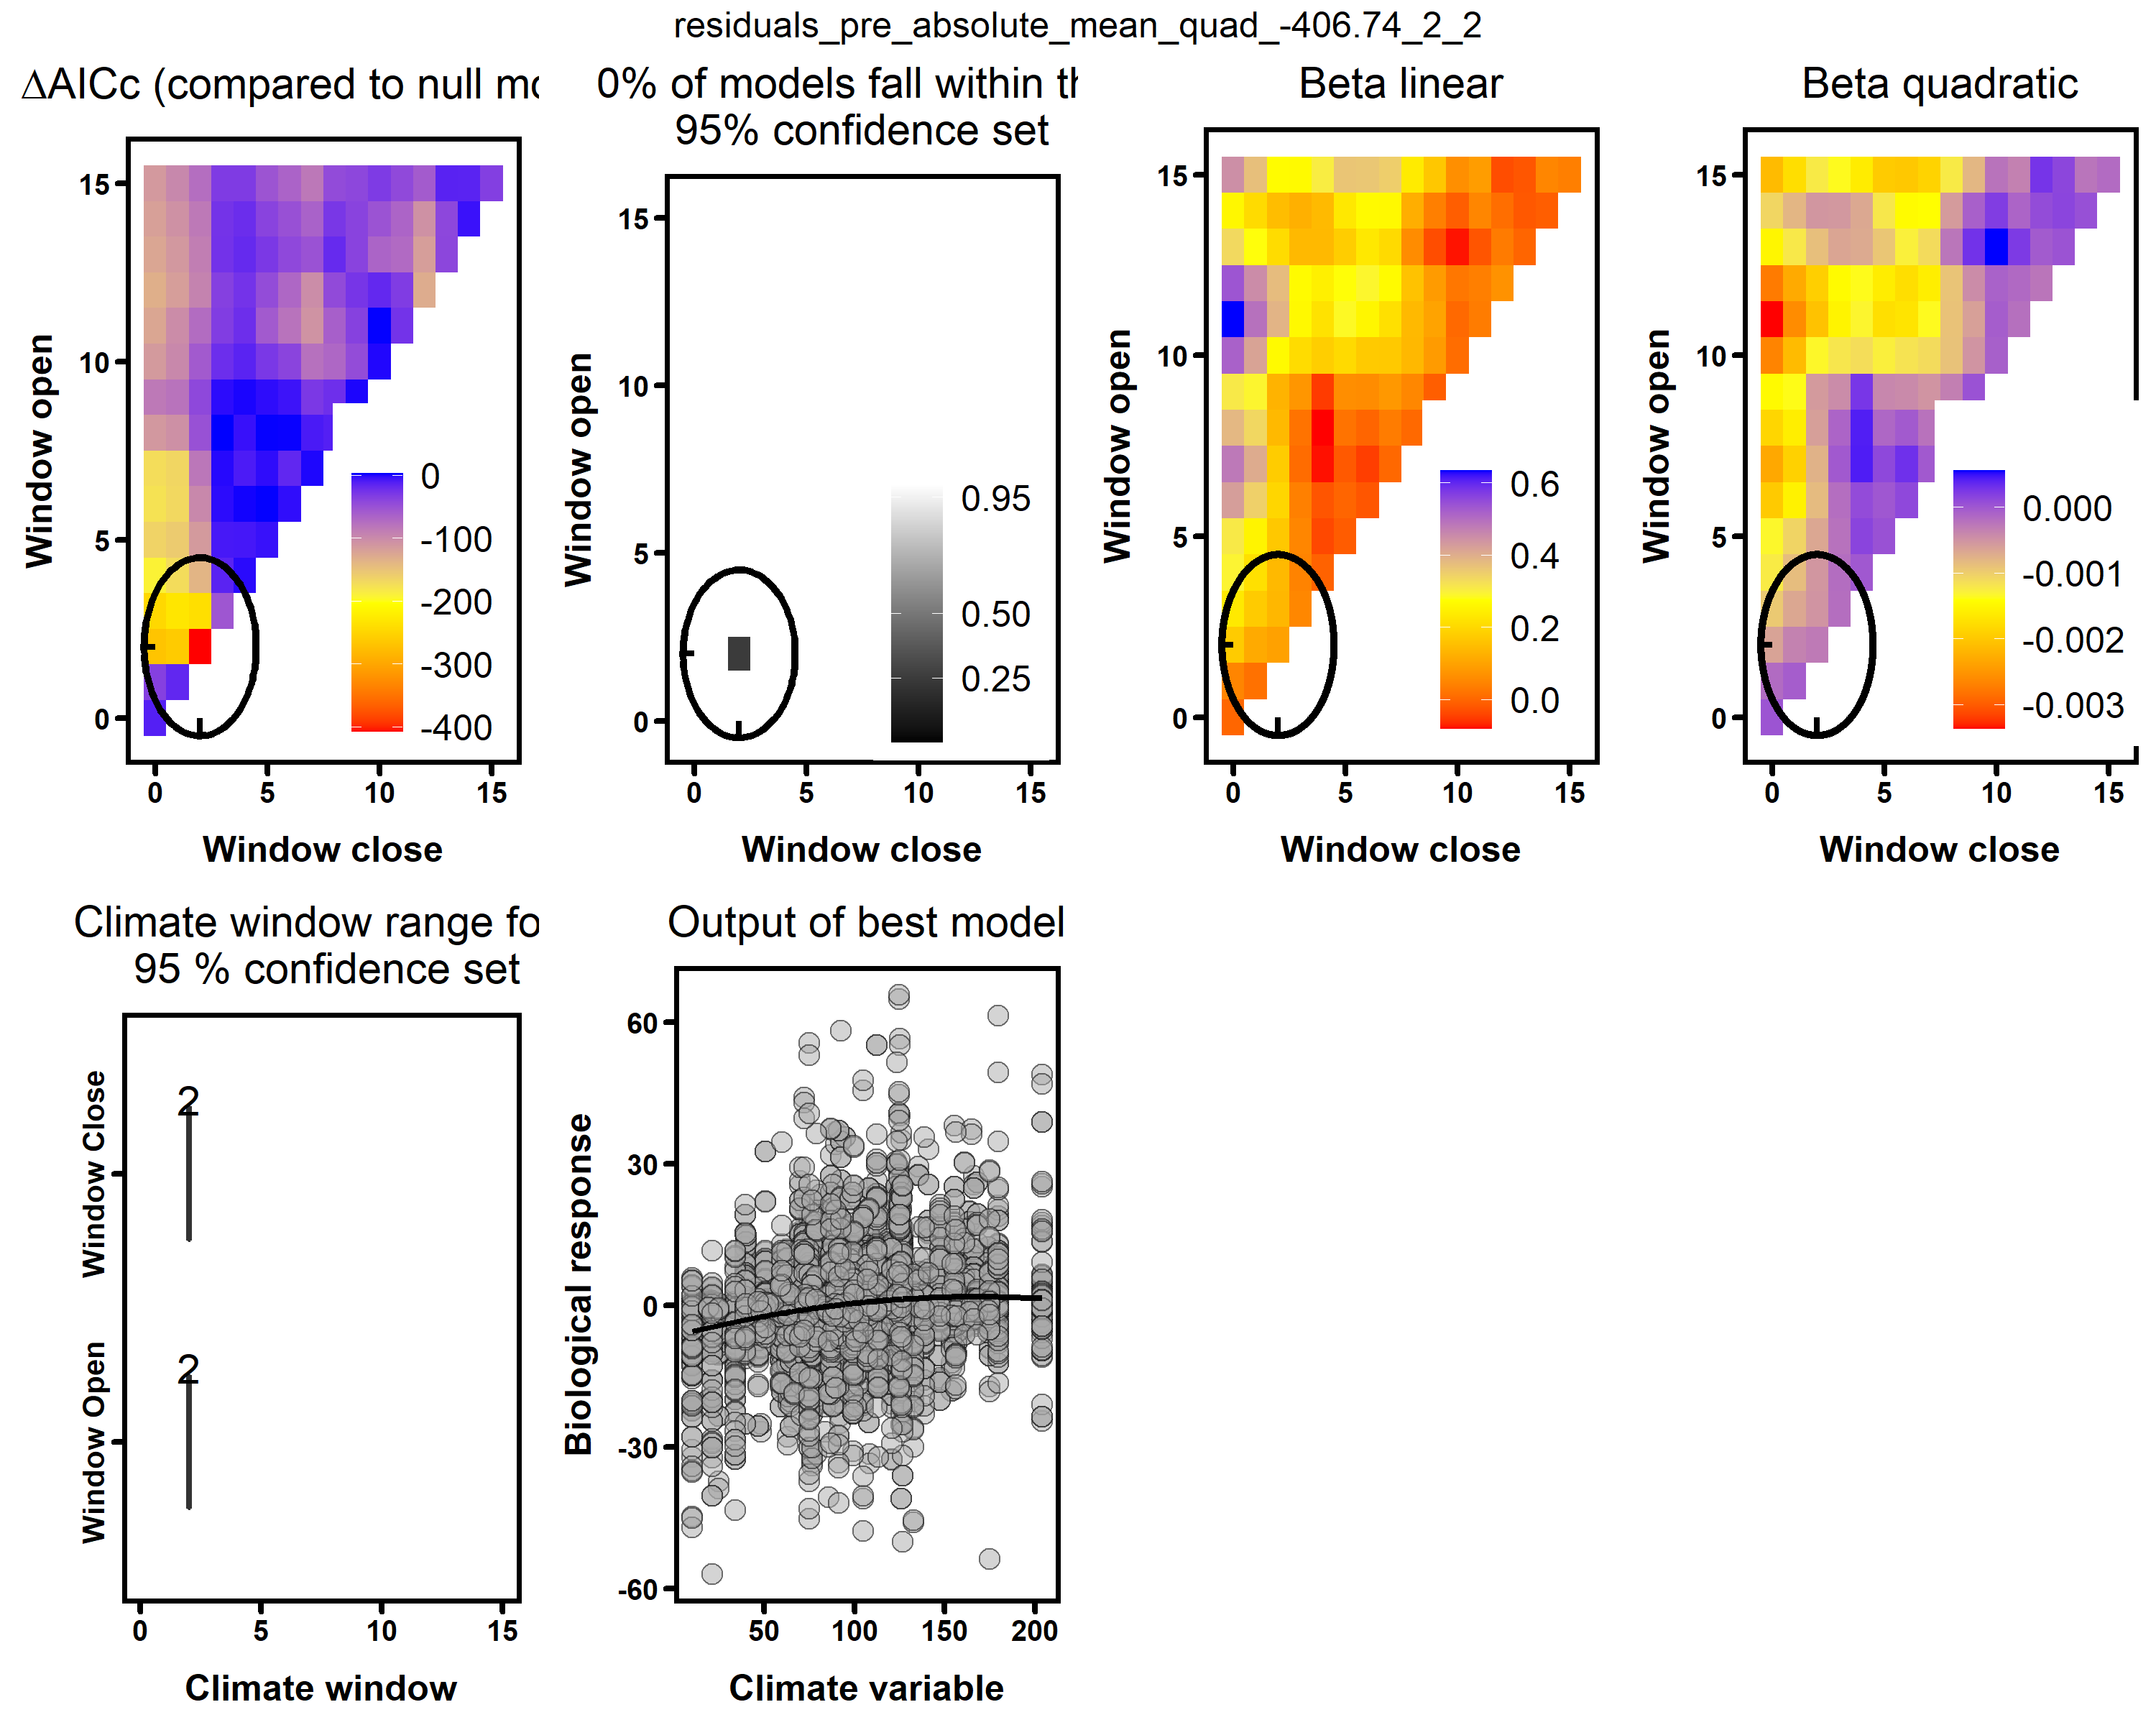 residuals_pre_absolute_mean_quad_-406.74_2_2
ΔAICc (compared to null mo
0% of models fall within th
95% confidence set
Beta linear
Beta quadratic
Window open
15
10
5
0
0
-100
-200
-300
-400
0 5 10 15
Window close
Window open
15
10
5
0
0.95
0.50
0.25
0 5 10 15
Window close
Window open
15
10
5
0
0.6
0.4
0.2
0.0
0 5 10 15
Window close
Window open
15
10
5
0
0.000
-0.001
-0.002
-0.003
0 5 10 15
Window close
Climate window range fo
95 % confidence set
Window Close
2
Window Open
2
0 5 10 15
Climate window
Output of best model
Biological response
60
30
0
-30
-60
50 100 150 200
Climate variable